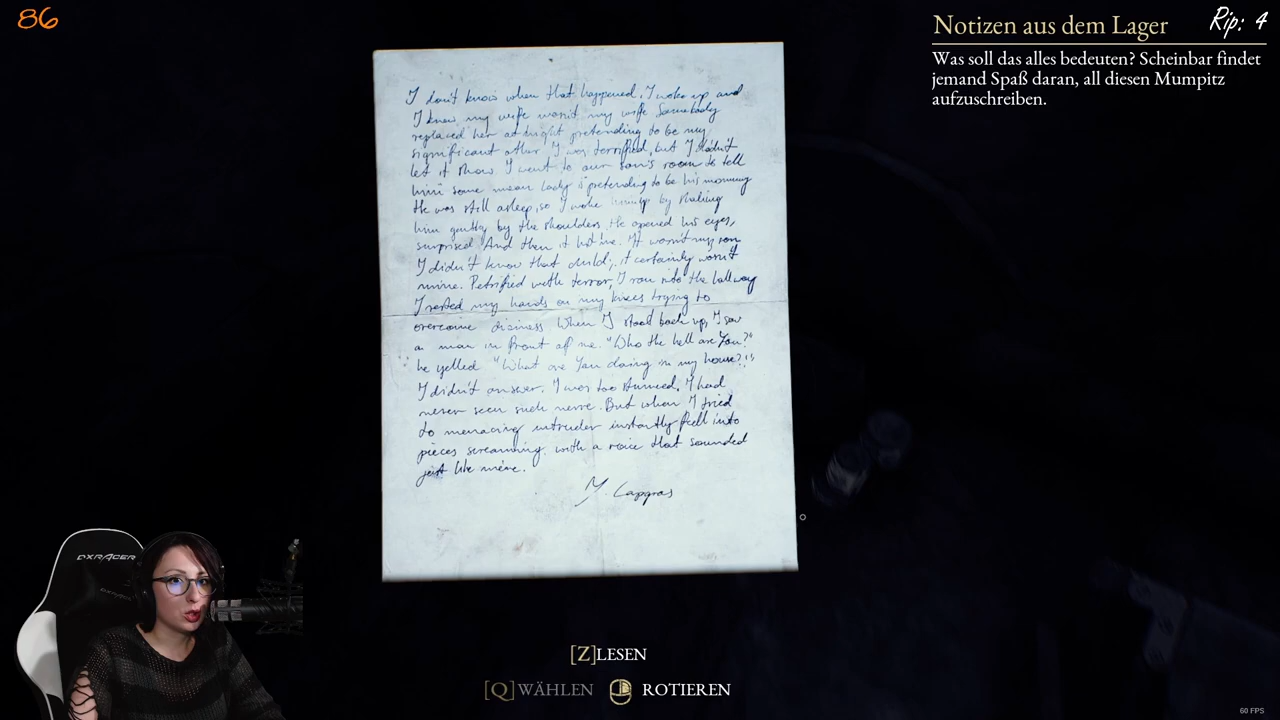 86
Notizen aus dem Lager
Rip: 4
Was soll das alles bedeuten? Scheinbar findet
jemand Spaß daran, all diesen Mumpitz
aufzuschreiben.
I don't know when that happened. I woke up and
I knew my wife wasn't my wife Somebody
replaced her at night pretending to be my
significant other. I was terrified, but I didn't
let it show. I went to our son's room to tell
him some mean lady is pretending to be his mommy
He was still asleep, so I woke him up by shaking
him gently by the shoulders. He opened his eyes,
surprised. And then it hit me. It wasn't my son
I didn't know that child, it certainly wasn't
mine. Petrified with terror, I ran into the hallway
I rested my hands on my knees trying to
overcome diziness When I stood back up, I saw
a man in front of me. "Who the hell are You?"
he yelled "What are You doing in my house?!"
I didn't answer. I was too stunned. I had
never seen such nerve. But when I tried
to menacing intruder instantly fell into
pieces screaming with a voice that sounded
just like mine.
Capgras
DXRACER
[Z]LESEN
[Q]WÄHLEN ROTIEREN
60 FPS